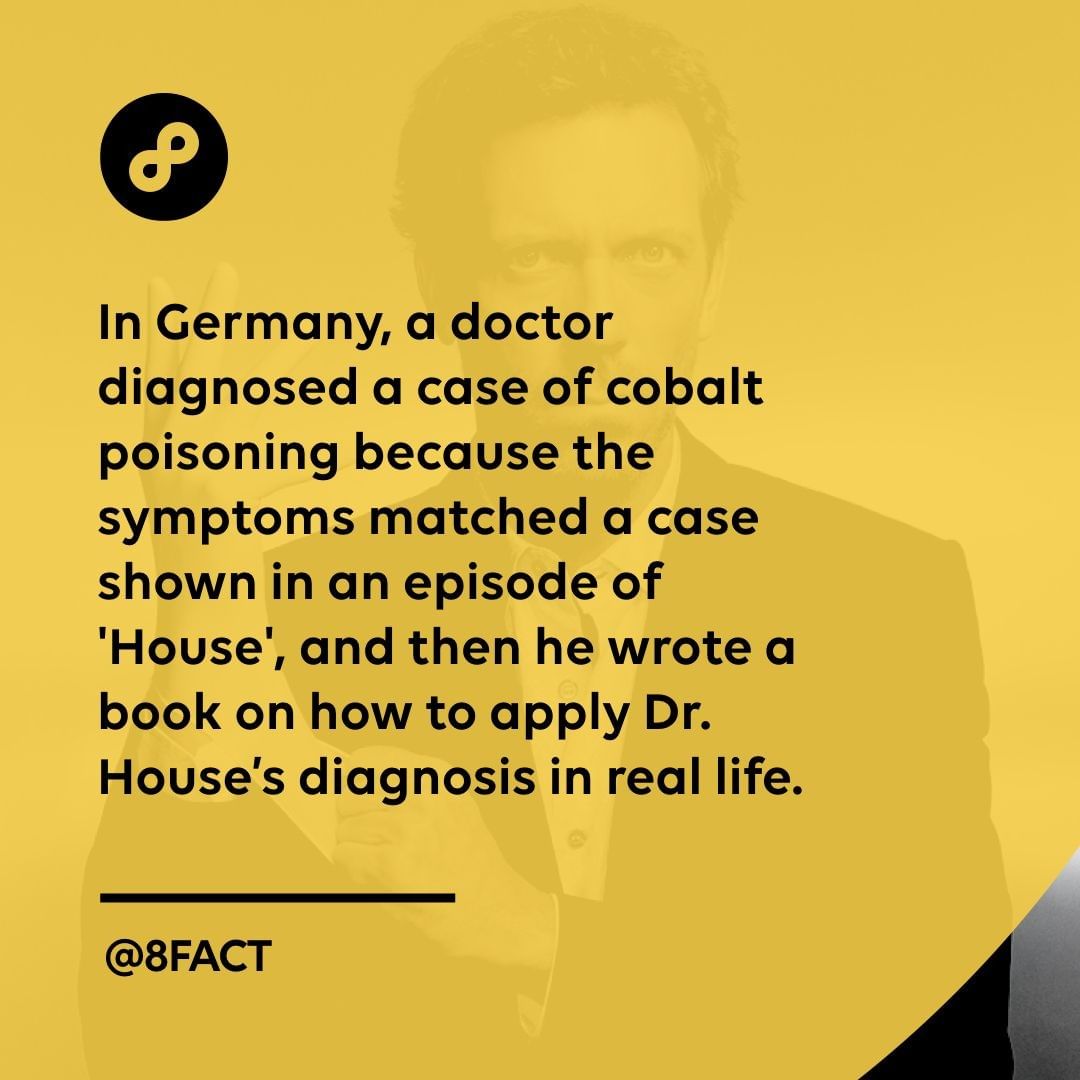 In Germany, a doctor
diagnosed a case of cobalt
poisoning because the
symptoms matched a case
shown in an episode of
'House', and then he wrote a
book on how to apply Dr.
House’s diagnosis in real life.
@8FACT